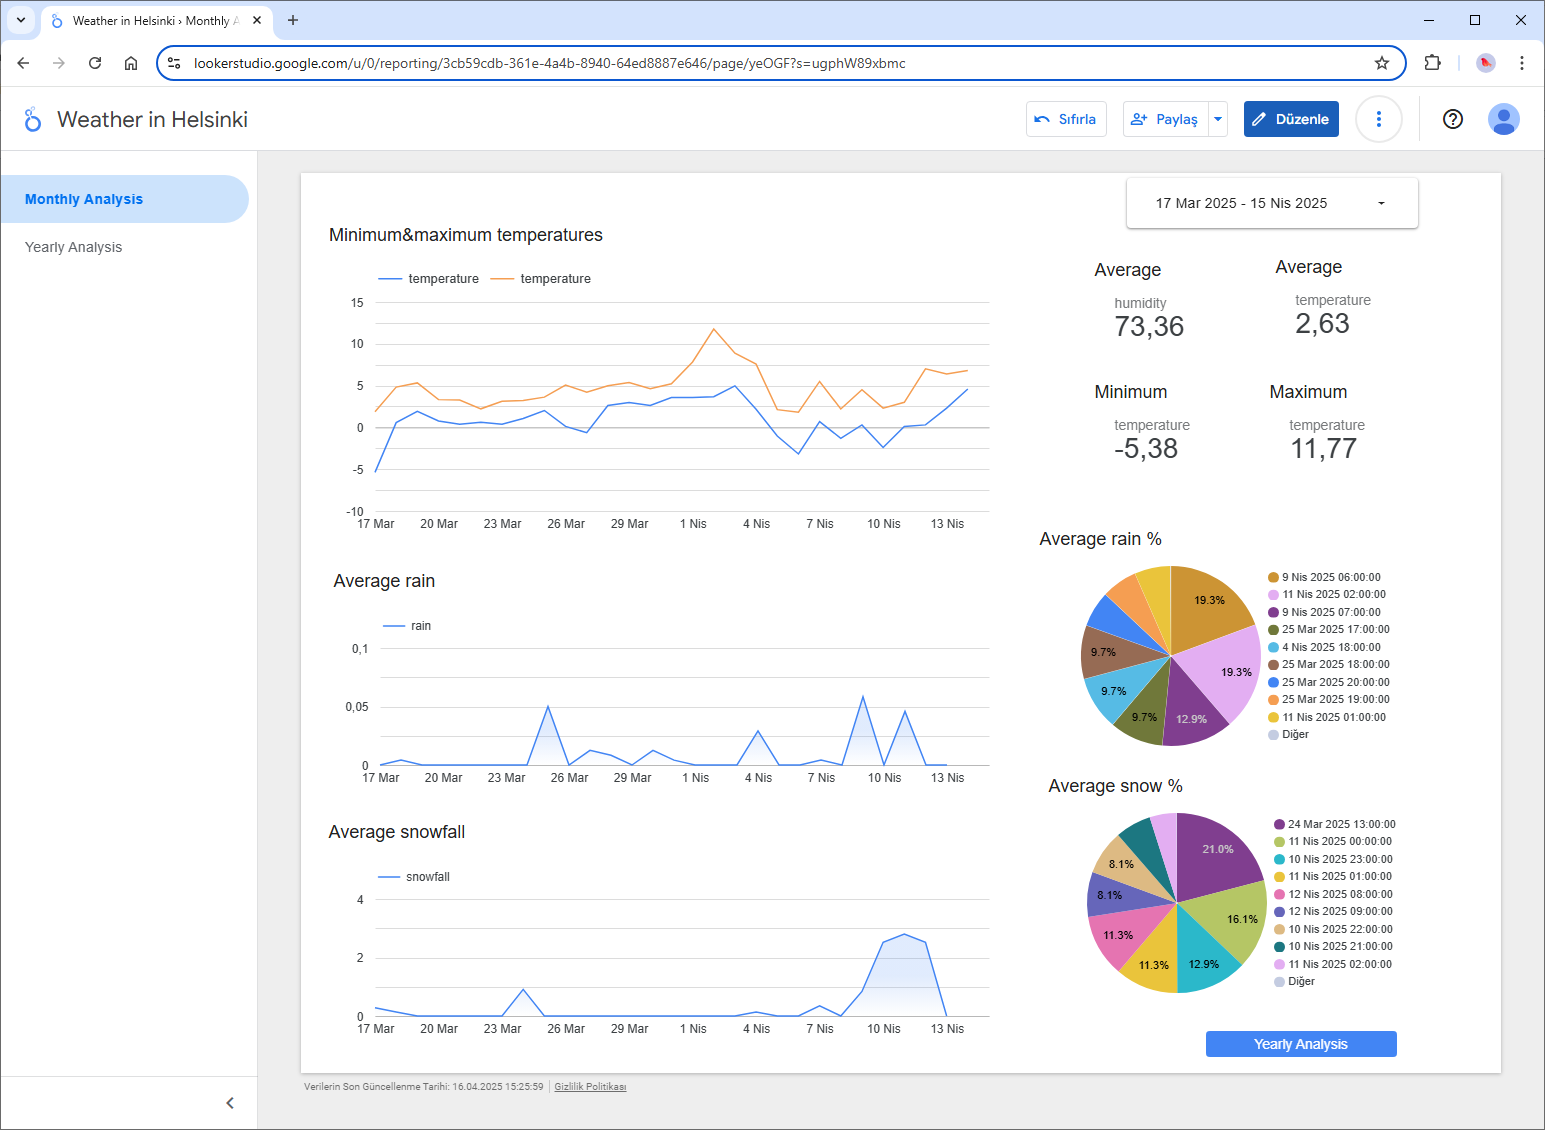 Weather in Helsinki › Monthly A
lookerstudio.google.com/u/0/reporting/3cb59cdb-361e-4a4b-8940-64ed8887e646/page/yeOGF?s=ugphW89xbmc
Weather in Helsinki
Sıfırla
Paylaş
Düzenle
Monthly Analysis
Yearly Analysis
17 Mar 2025 - 15 Nis 2025
Minimum&maximum temperatures
temperature temperature
15
10
5
0
-5
-10
17 Mar 20 Mar 23 Mar 26 Mar 29 Mar 1 Nis 4 Nis 7 Nis 10 Nis 13 Nis
Average
humidity
73,36
Average
temperature
2,63
Minimum
temperature
-5,38
Maximum
temperature
11,77
Average rain
rain
0,1
0,05
0
17 Mar 20 Mar 23 Mar 26 Mar 29 Mar 1 Nis 4 Nis 7 Nis 10 Nis 13 Nis
Average rain %
19.3%
19.3%
12.9%
9.7%
9.7%
9.7%
9 Nis 2025 06:00:00
11 Nis 2025 02:00:00
9 Nis 2025 07:00:00
25 Mar 2025 17:00:00
4 Nis 2025 18:00:00
25 Mar 2025 18:00:00
25 Mar 2025 20:00:00
25 Mar 2025 19:00:00
11 Nis 2025 01:00:00
Diğer
Average snowfall
snowfall
4
2
0
17 Mar 20 Mar 23 Mar 26 Mar 29 Mar 1 Nis 4 Nis 7 Nis 10 Nis 13 Nis
Average snow %
21.0%
16.1%
12.9%
11.3%
11.3%
8.1%
8.1%
24 Mar 2025 13:00:00
11 Nis 2025 00:00:00
10 Nis 2025 23:00:00
11 Nis 2025 01:00:00
12 Nis 2025 08:00:00
12 Nis 2025 09:00:00
10 Nis 2025 22:00:00
10 Nis 2025 21:00:00
11 Nis 2025 02:00:00
Diğer
Yearly Analysis
Verilerin Son Güncellenme Tarihi: 16.04.2025 15:25:59 Gizlilik Politikası